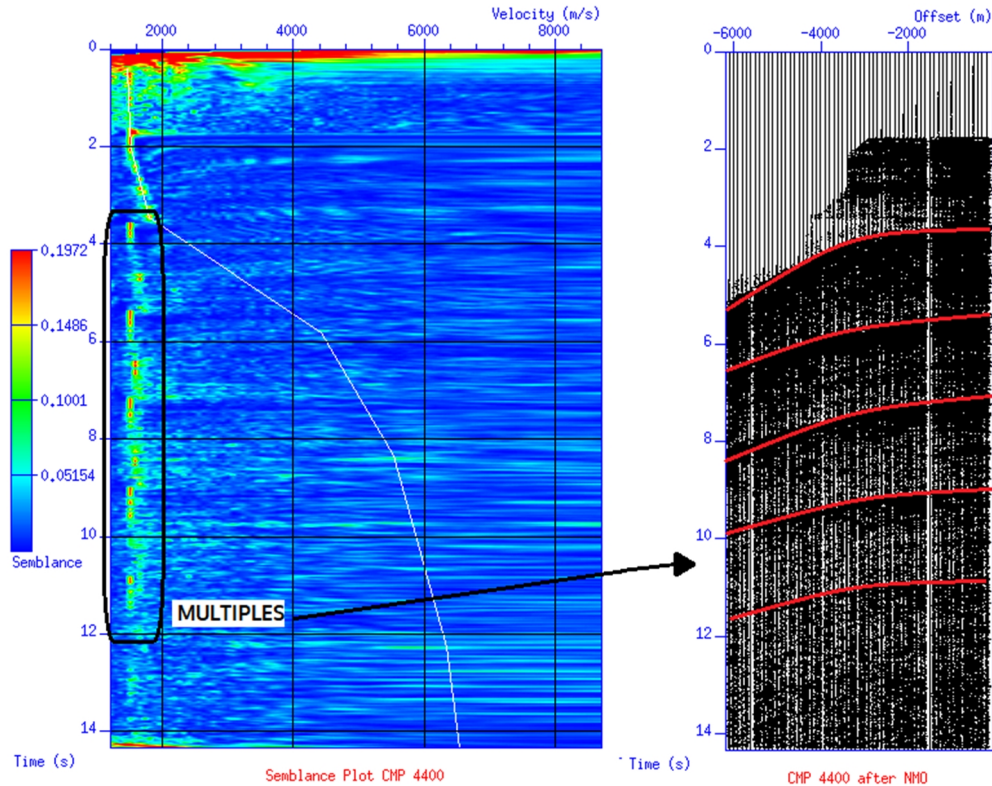 Velocity (m/s)
2000 4000 6000 8000
0
2
4
6
8
10
12
14
Time (s)
0.1972
0.1486
0.1001
0.05154
Semblance
MULTIPLES
Semblance Plot CMP 4400
Offset (m)
-6000 -4000 -2000
0
2
4
6
8
10
12
14
Time (s)
CMP 4400 after NMO